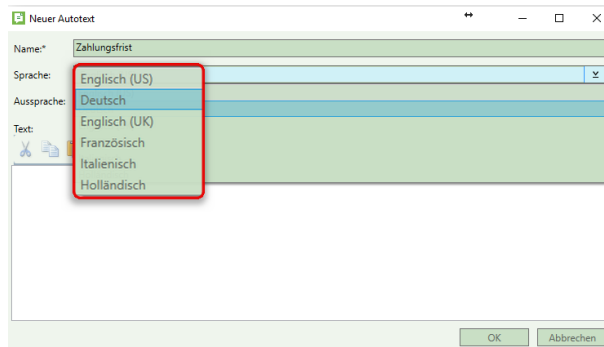 Neuer Autotext
Name:* Zahlungsfrist
Sprache:
Englisch (US)
Aussprache: Deutsch
Englisch (UK)
Text:
Französisch
Italienisch
Holländisch
OK Abbrechen